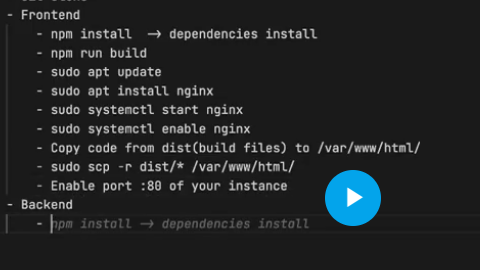 - Frontend
- npm install -> dependencies install
- npm run build
- sudo apt update
- sudo apt install nginx
- sudo systemctl start nginx
- sudo systemctl enable nginx
- Copy code from dist(build files) to /var/www/html/
- sudo scp -r dist/* /var/www/html/
- Enable port :80 of your instance
- Backend
- npm install -> dependencies install